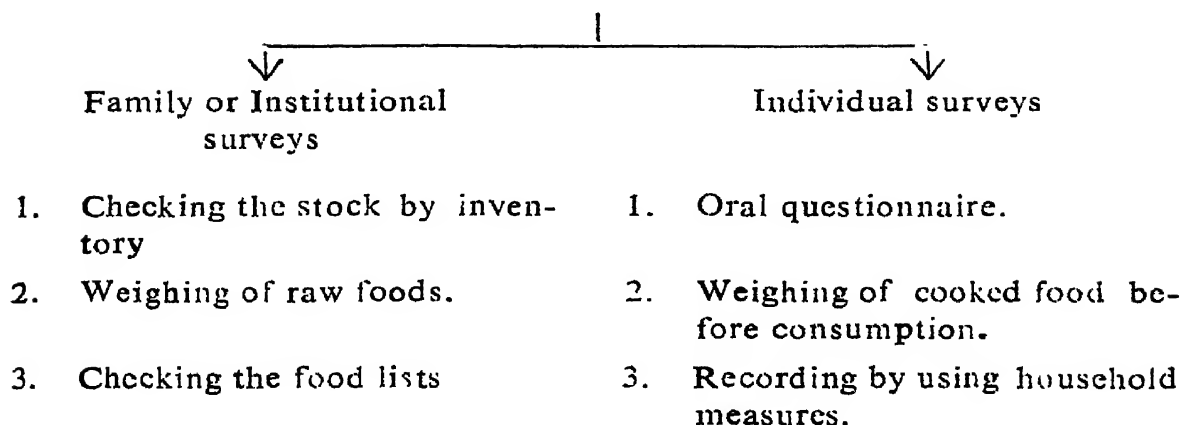 Family or Institutional
surveys
1. Checking the stock by inven-
tory
2. Weighing of raw foods.
3. Checking the food lists
Individual surveys
1. Oral questionnaire.
2. Weighing of cooked food be-
fore consumption.
3. Recording by using household
measures.